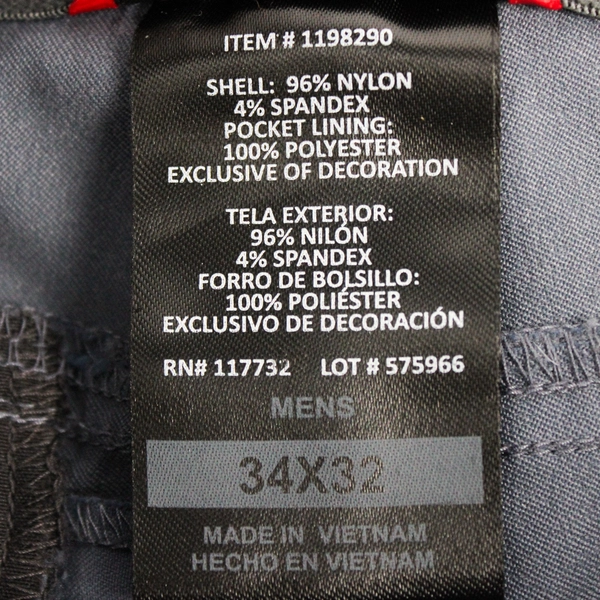 ITEM # 1198290
SHELL: 96% NYLON
4% SPANDEX
POCKET LINING:
100% POLYESTER
EXCLUSIVE OF DECORATION
TELA EXTERIOR:
96% NILÓN
4% SPANDEX
FORRO DE BOLSILLO:
100% POLIÉSTER
EXCLUSIVO DE DECORACIÓN
RN# 117732 LOT # 575966
MENS
34X32
MADE IN VIETNAM
HECHO EN VIETNAM